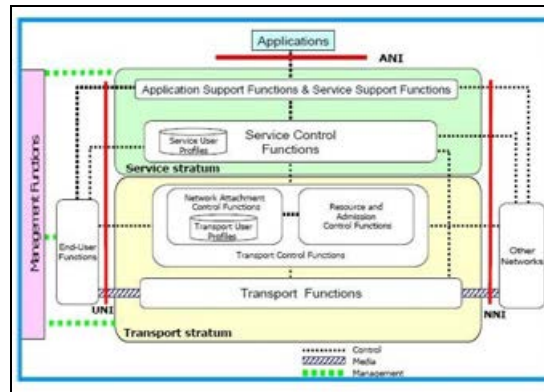 Applications
ANI
Application Support Functions & Service Support Functions
Service User
Profiles
Service Control
Functions
Service stratum
Management Functions
Network Attachment
Control Functions
Transport User
Profiles
Resource and
Admission
Control Functions
Transport Control Functions
End-User
Functions
Other
Networks
Transport Functions
UNI
NNI
Transport stratum
Control
Media
Management